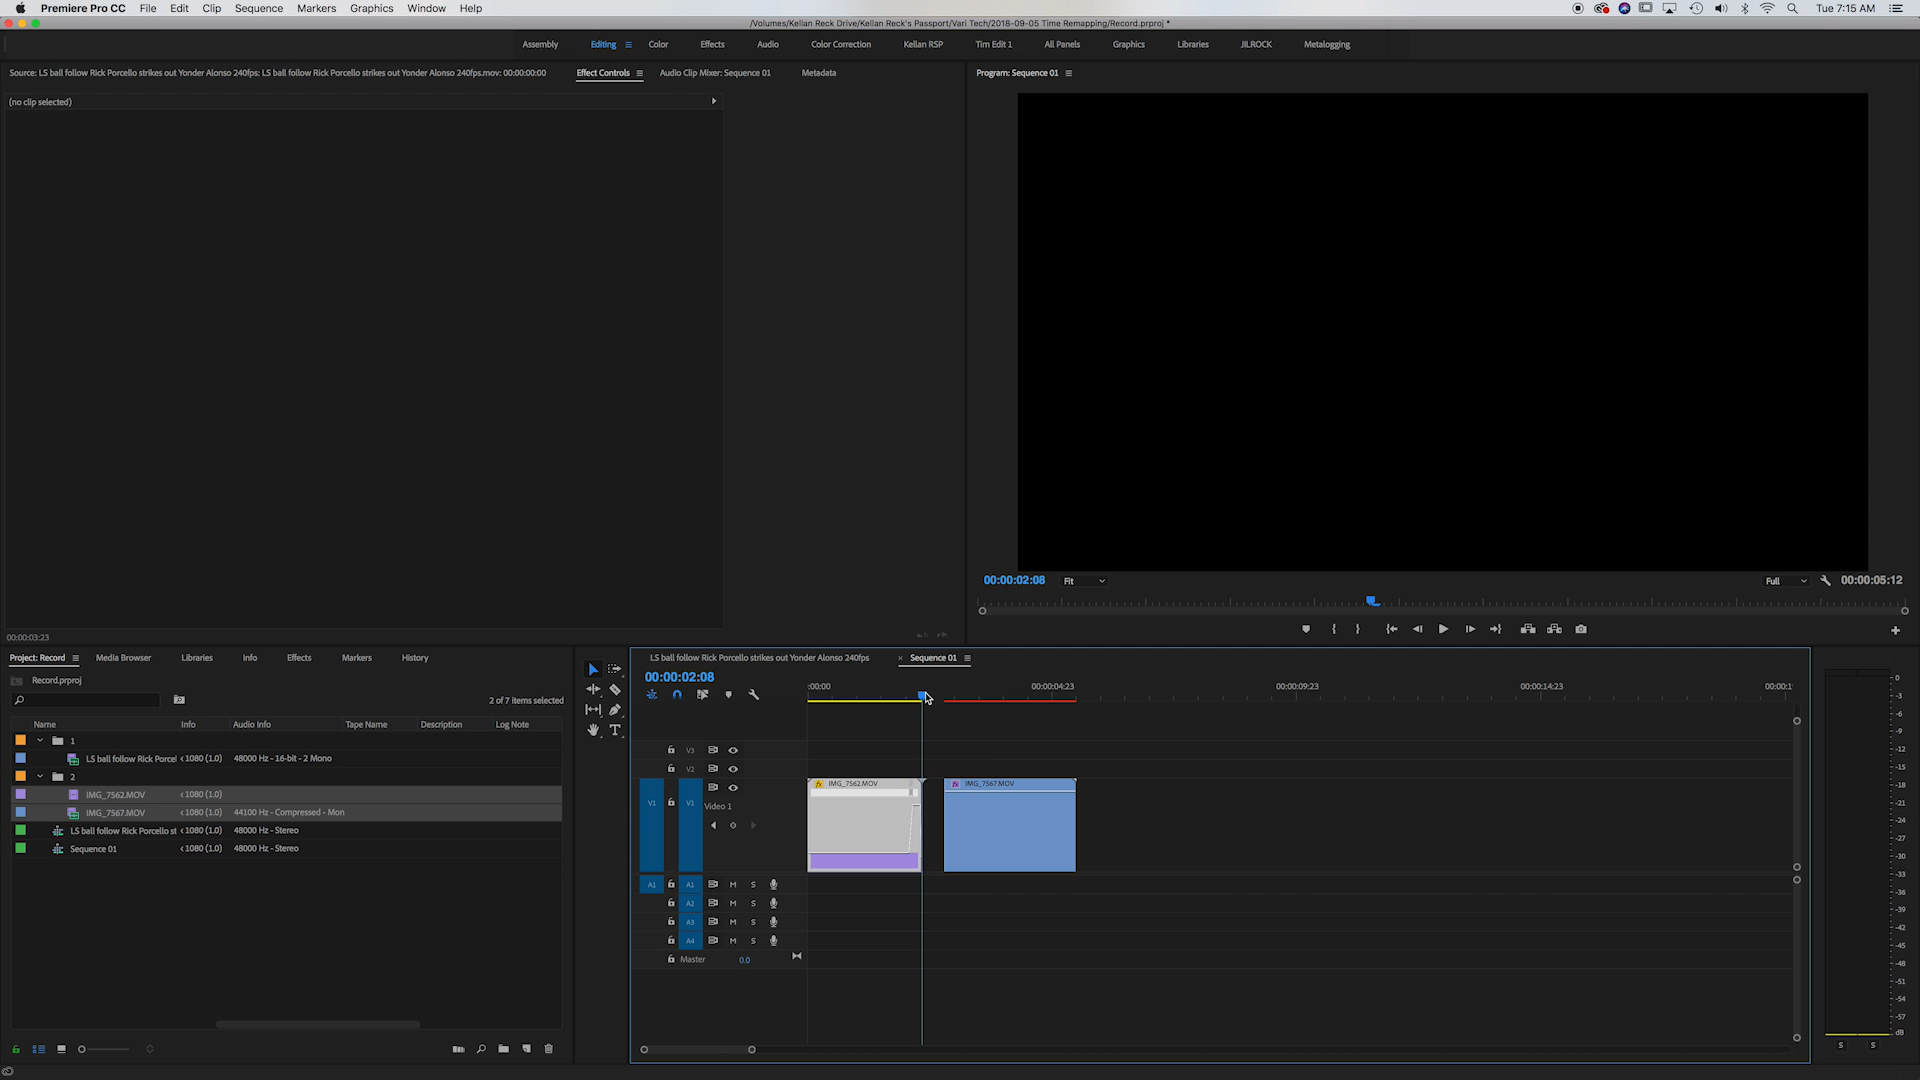 Premiere Pro CC File Edit Clip Sequence Markers Graphics Window Help Tue 7:15 AM
/Volumes/Kellan Reck Drive/Kellan Reck's Passport/Vari Tech/2018-09-05 Time Remapping/Record.prproj *
Assembly Editing Color Effects Audio Color Correction Kellan RSP Tim Edit 1 All Panels Graphics Libraries JILROCK Metalogging
Source: LS ball follow Rick Porcello strikes out Yonder Alonso 240fps: LS ball follow Rick Porcello strikes out Yonder Alonso 240fps.mov: 00:00:00:00 Effect Controls Audio Clip Mixer: Sequence 01 Metadata Program: Sequence 01
(no clip selected)
00:00:02:08 Fit Full 00:00:05:12
00:00:03:23
Project: Record Media Browser Libraries Info Effects Markers History
Record.prproj
2 of 7 items selected
Name Info Audio Info Tape Name Description Log Note
1
LS ball follow Rick Porcel 1080 (1.0) 48000 Hz - 16-bit - 2 Mono
2
IMG_7562.MOV 1080 (1.0)
IMG_7567.MOV 1080 (1.0) 44100 Hz - Compressed - Mon
LS ball follow Rick Porcello st 1080 (1.0) 48000 Hz - Stereo
Sequence 01 1080 (1.0) 48000 Hz - Stereo
LS ball follow Rick Porcello strikes out Yonder Alonso 240fps × Sequence 01
00:00:02:08
:00:00 00:00:04:23 00:00:09:23 00:00:14:23 00:00:1
V3
V2
V1 V1 Video 1
fx IMG_7562.MOV fx IMG_7567.MOV
A1 A1 M S
A2 M S
A3 M S
A4 M S
Master 0.0
0
-3
-6
-9
-12
-15
-18
-21
-24
-27
-30
-33
-36
-39
-42
-45
-48
-51
-54
-57
dB
S S